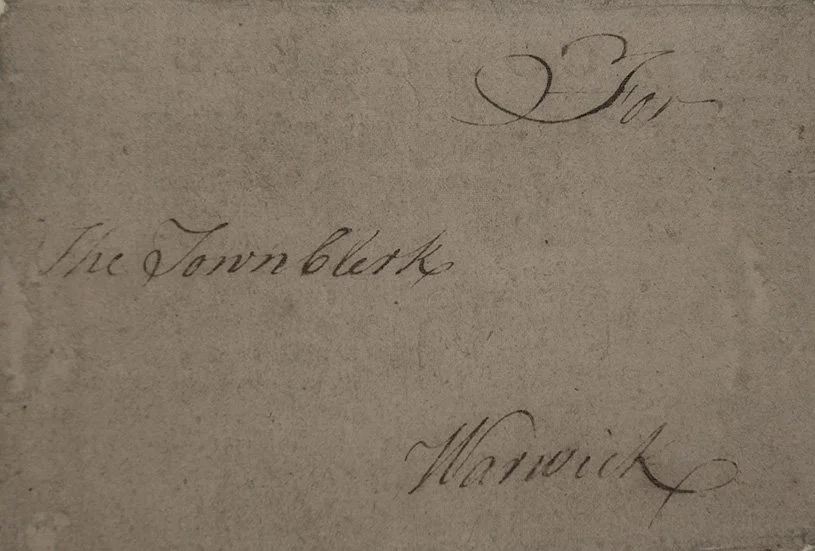 For
The Town Clerk
Warwick